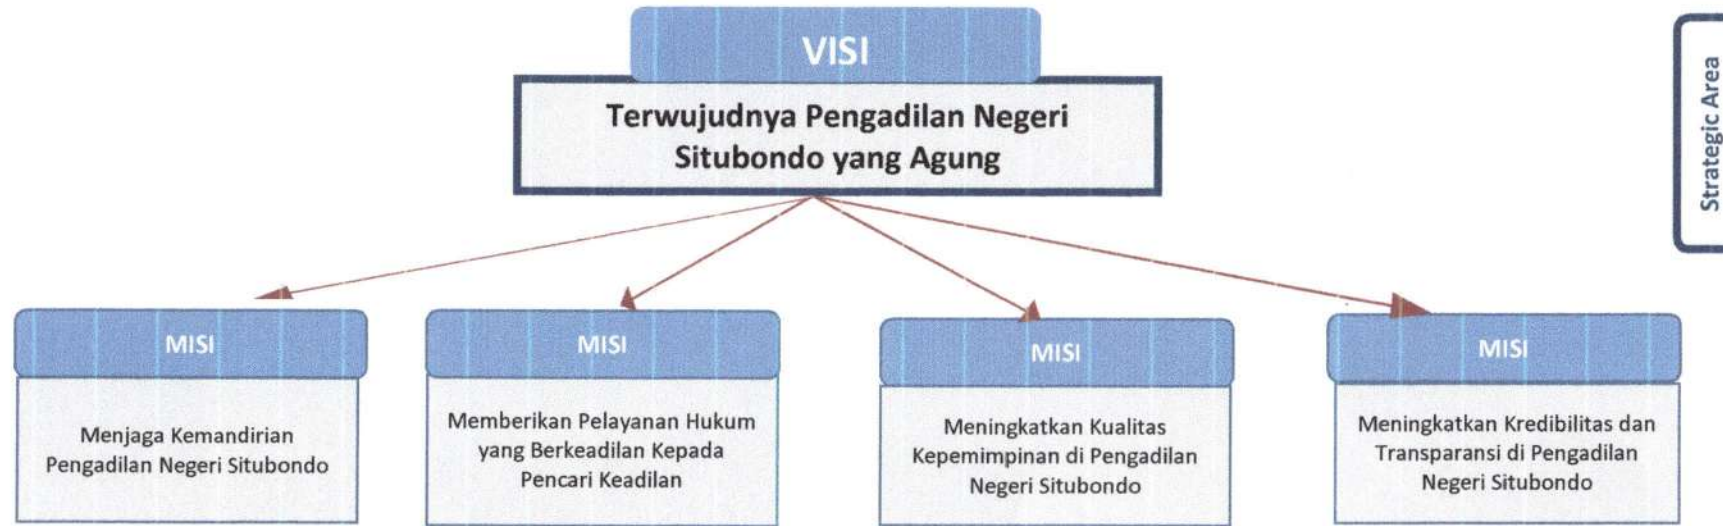 VISI
Terwujudnya Pengadilan Negeri
Situbondo yang Agung
Strategic Area
MISI
Menjaga Kemandirian
Pengadilan Negeri Situbondo
MISI
Memberikan Pelayanan Hukum
yang Berkeadilan Kepada
Pencari Keadilan
MISI
Meningkatkan Kualitas
Kepemimpinan di Pengadilan
Negeri Situbondo
MISI
Meningkatkan Kredibilitas dan
Transparansi di Pengadilan
Negeri Situbondo